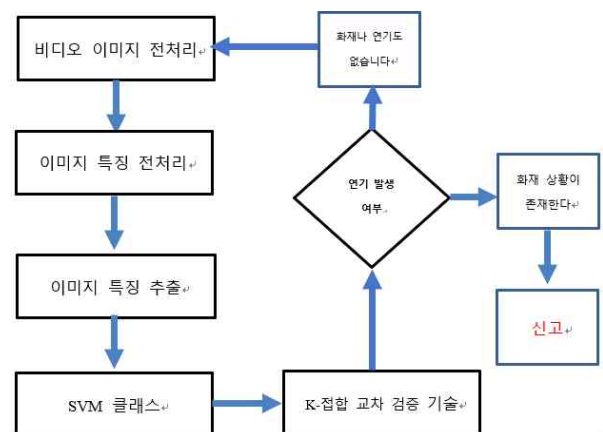 비디오 이미지 전처리
이미지 특징 전처리
이미지 특징 추출
SVM 클래스
K-접합 교차 검증 기술
연기 발생
여부
화재나 연기도
없습니다
화재 상황이
존재한다
신고